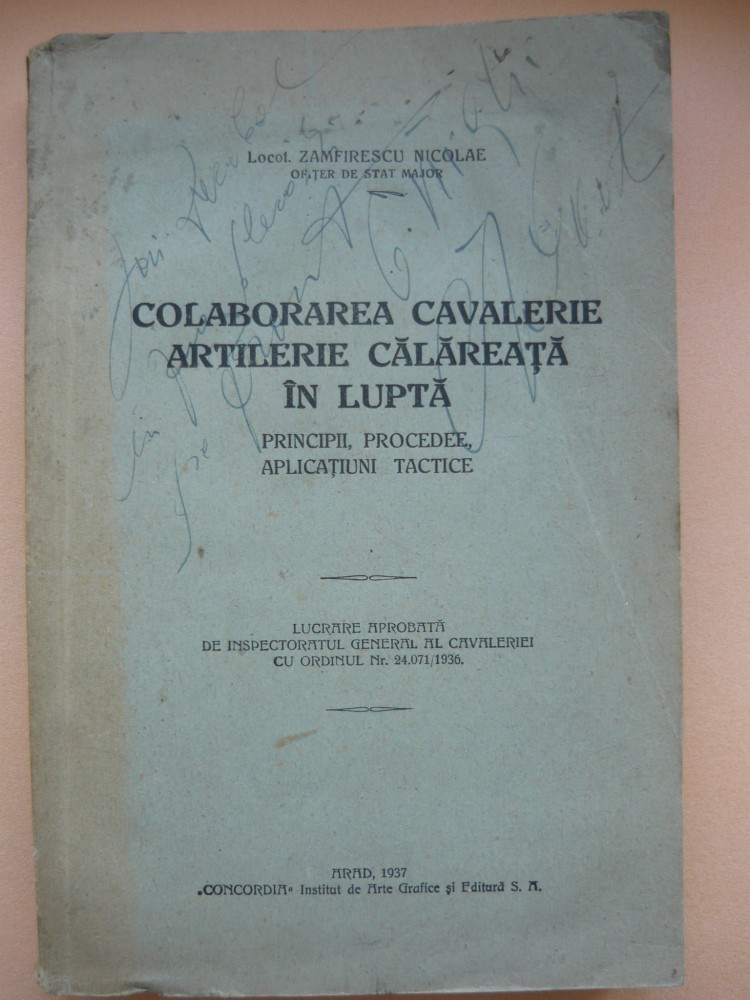 Locot. ZAMFIRESCU NICOLAE
OFIȚER DE STAT MAJOR
COLABORAREA CAVALERIE
ARTILERIE CĂLĂREAȚĂ
ÎN LUPTĂ
PRINCIPII, PROCEDEE,
APLICAȚIUNI TACTICE
LUCRARE APROBATĂ
DE INSPECTORATUL GENERAL AL CAVALERIEI
CU ORDINUL Nr. 24.071/1936.
ARAD, 1937
„CONCORDIA" Institut de Arte Grafice și Editură S. A.